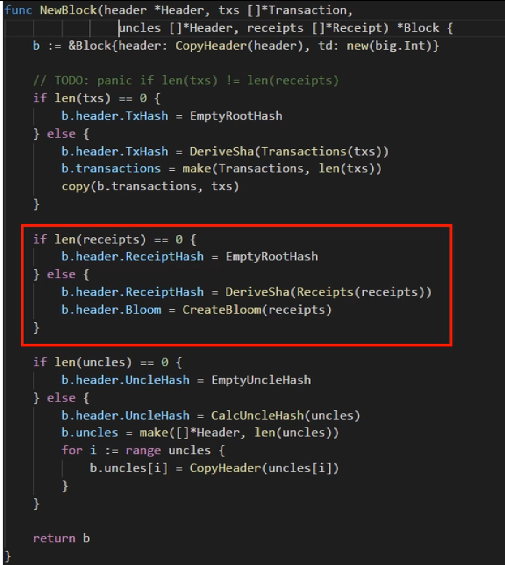 func NewBlock(header *Header, txs []*Transaction,
uncles []*Header, receipts []*Receipt) *Block {
b := &Block{header: CopyHeader(header), td: new(big.Int)}
// TODO: panic if len(txs) != len(receipts)
if len(txs) == 0 {
b.header.TxHash = EmptyRootHash
} else {
b.header.TxHash = DeriveSha(Transactions(txs))
b.transactions = make(Transactions, len(txs))
copy(b.transactions, txs)
}
if len(receipts) == 0 {
b.header.ReceiptHash = EmptyRootHash
} else {
b.header.ReceiptHash = DeriveSha(Receipts(receipts))
b.header.Bloom = CreateBloom(receipts)
}
if len(uncles) == 0 {
b.header.UncleHash = EmptyUncleHash
} else {
b.header.UncleHash = CalcUncleHash(uncles)
b.uncles = make([]*Header, len(uncles))
for i := range uncles {
b.uncles[i] = CopyHeader(uncles[i])
}
}
return b
}